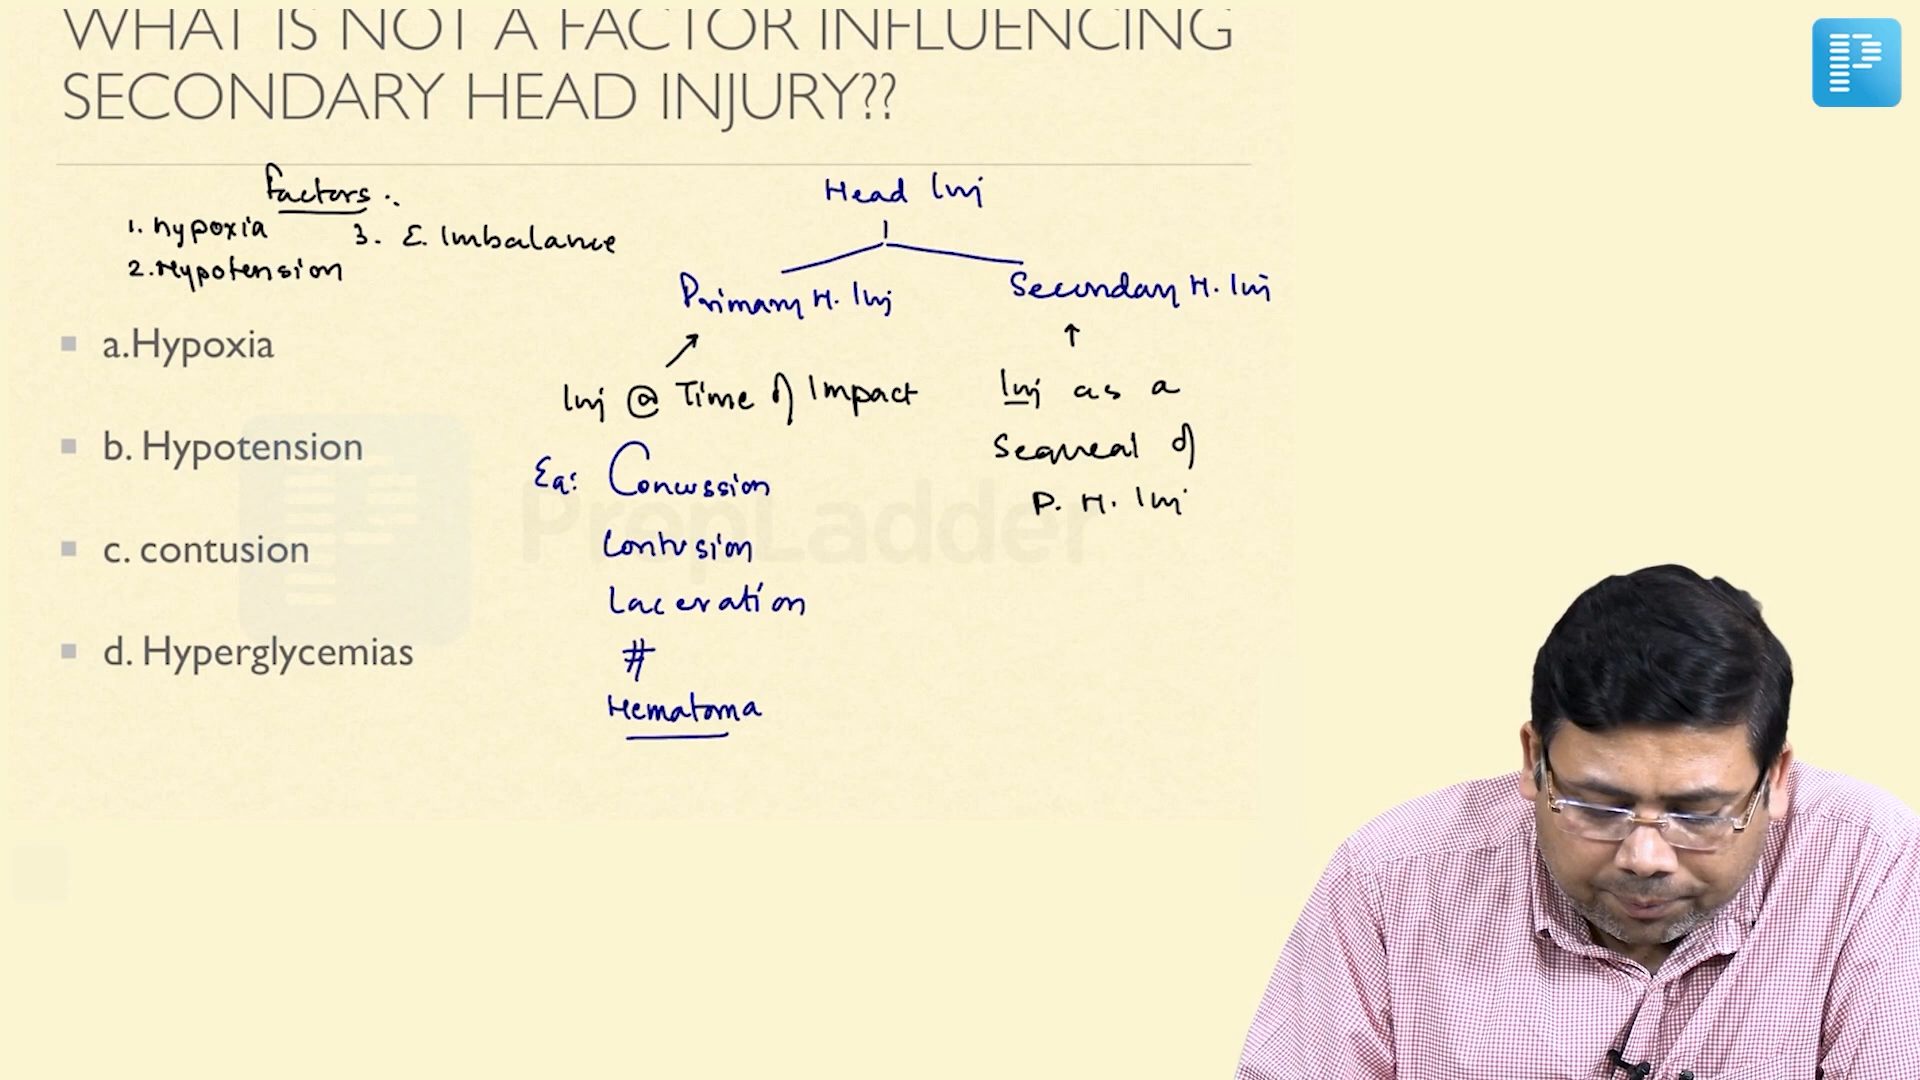 WHAT IS NOT A FACTOR INFLUENCING
SECONDARY HEAD INJURY??
Factors :
1. hypoxia
2. Hypotension
3. E. Imbalance
a.Hypoxia
b. Hypotension
c. contusion
d. Hyperglycemias
Head Inj
Primary H. Inj
Secondary H. Inj
Inj @ Time of Impact
Inj as a
Sequeal of
P. H. Inj
Eg: Concussion
Contusion
Laceration
#
Hematoma
PrepLadder